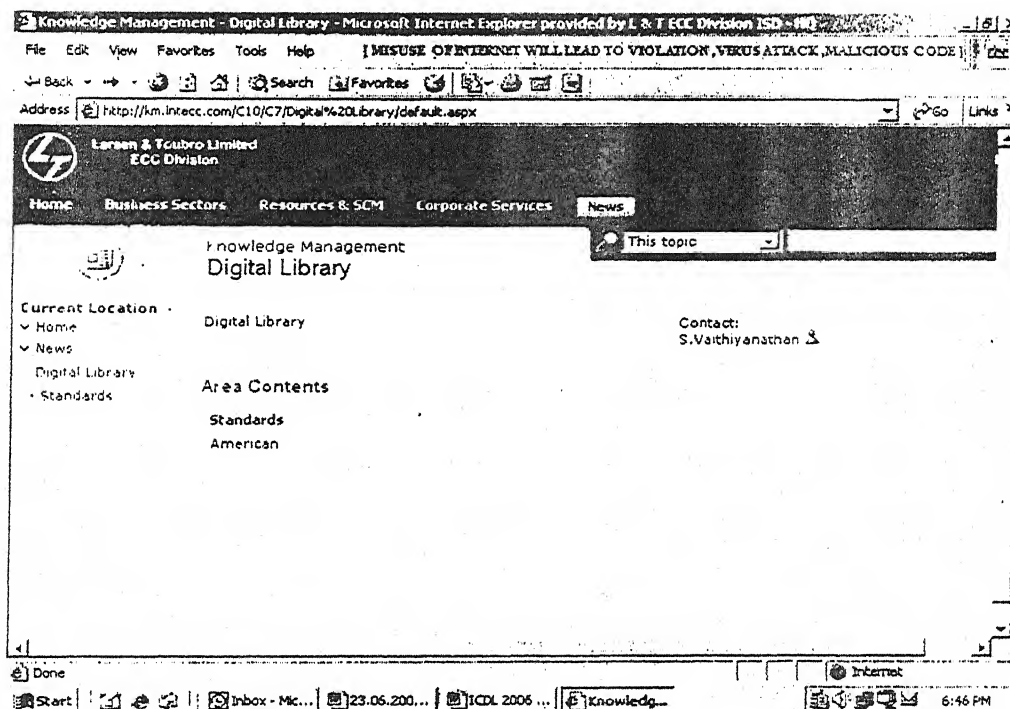 Knowledge Management - Digital Library - Microsoft Internet Explorer provided by L & T ECC Division ISD - HQ
File Edit View Favorites Tools Help [ MISUSE OF INTERNET WILL LEAD TO VIOLATION ,VIRUS ATTACK ,MALICIOUS CODE ]
Back Search Favorites
Address http://km.lntecc.com/C10/C7/Digital%20Library/default.aspx Go Links
Larsen & Toubro Limited
ECC Division
Home Business Sectors Resources & SCM Corporate Services News
This topic
Knowledge Management
Digital Library
Current Location
Home
News
Digital Library
Standards
Digital Library
Contact:
S.Vaithiyanathan
Area Contents
Standards
American
Done Internet
Start Inbox - Mic... 23.06.200... ICDL 2006 ... Knowledg... 6:46 PM